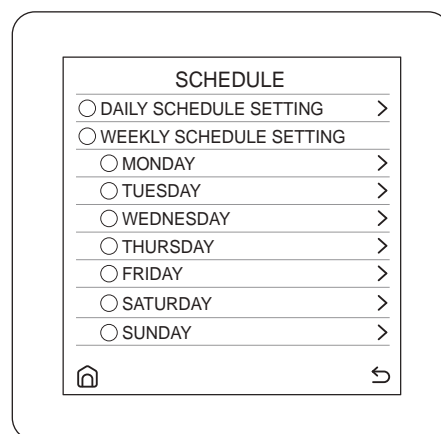 SCHEDULE
DAILY SCHEDULE SETTING
WEEKLY SCHEDULE SETTING
MONDAY
TUESDAY
WEDNESDAY
THURSDAY
FRIDAY
SATURDAY
SUNDAY